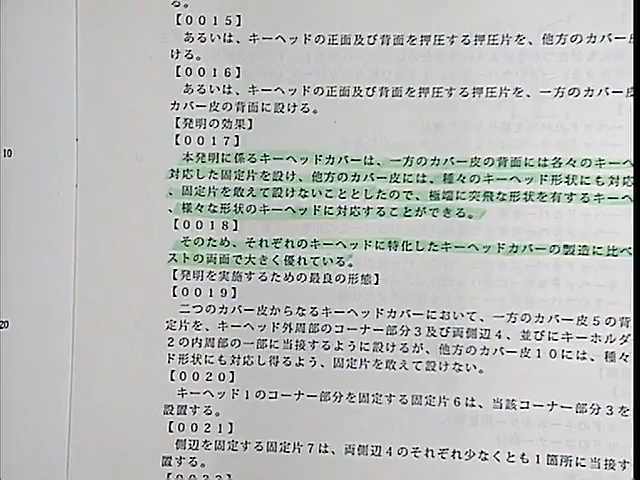 る。
【0015】
あるいは、キーヘッドの正面及び背面を押圧する押圧片を、他方のカバー皮
ける。
【0016】
あるいは、キーヘッドの正面及び背面を押圧する押圧片を、一方のカバー皮
カバー皮の背面に設ける。
【発明の効果】
【0017】
10 本発明に係るキーヘッドカバーは、一方のカバー皮の背面には各々のキーヘ
対応した固定片を設け、他方のカバー皮には、種々のキーヘッド形状にも対応
、固定片を敢えて設けないこととしたので、極端に突飛な形状を有するキーヘ
、様々な形状のキーヘッドに対応することができる。
【0018】
そのため、それぞれのキーヘッドに特化したキーヘッドカバーの製造に比べ
ストの両面で大きく優れている。
【発明を実施するための最良の形態】
【0019】
20 二つのカバー皮からなるキーヘッドカバーにおいて、一方のカバー皮5の背
定片を、キーヘッド外周部のコーナー部分3及び両側辺4、並びにキーホルダ
2の内周部の一部に当接するように設けるが、他方のカバー皮10には、種々
ド形状にも対応し得るよう、固定片を敢えて設けない。
【0020】
キーヘッド1のコーナー部分を固定する固定片6は、当該コーナー部分3を
設置する。
【0021】
側辺を固定する固定片7は、両側辺4のそれぞれ少なくとも1箇所に当接す
置する。
【0022】